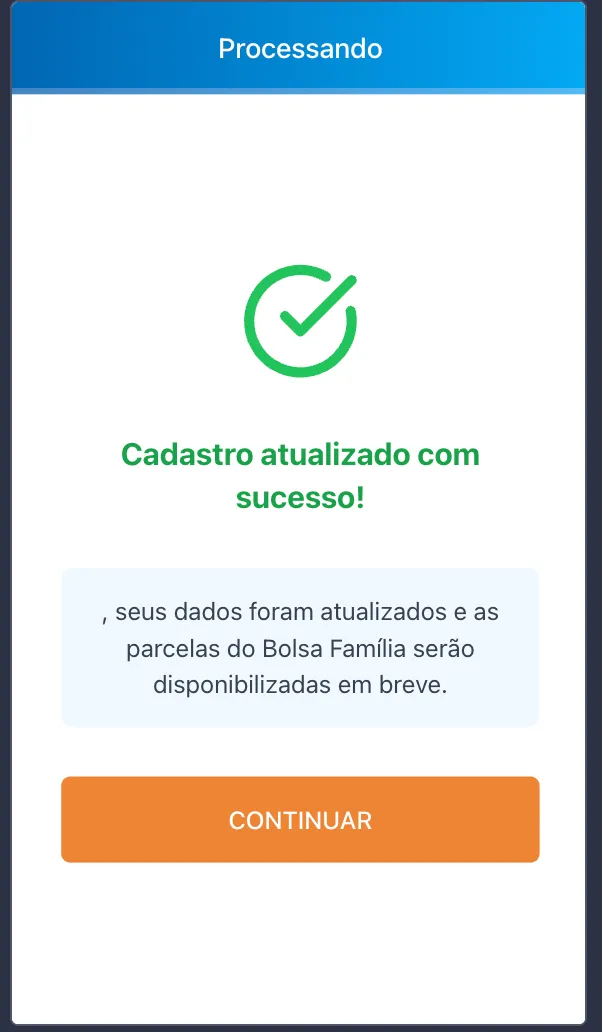 Processando
Cadastro atualizado com
sucesso!
, seus dados foram atualizados e as
parcelas do Bolsa Família serão
disponibilizadas em breve.
CONTINUAR